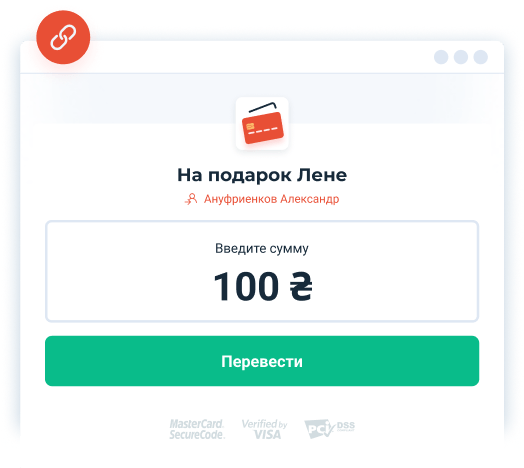 На подарок Лене
Ануфриенков Александр
Введите сумму
100 ₴
Перевести
MasterCard. SecureCode.
Verified by VISA
PCI DSS